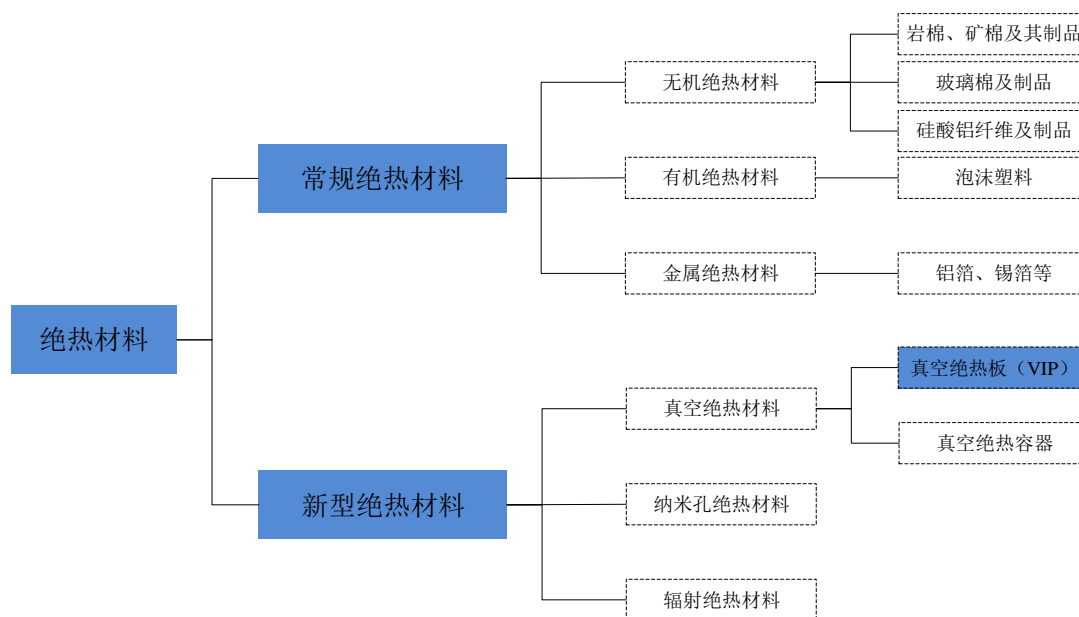 绝热材料
常规绝热材料
无机绝热材料
岩棉、矿棉及其制品
玻璃棉及制品
硅酸铝纤维及制品
有机绝热材料
泡沫塑料
金属绝热材料
铝箔、锡箔等
新型绝热材料
真空绝热材料
真空绝热板（VIP）
真空绝热容器
纳米孔绝热材料
辐射绝热材料